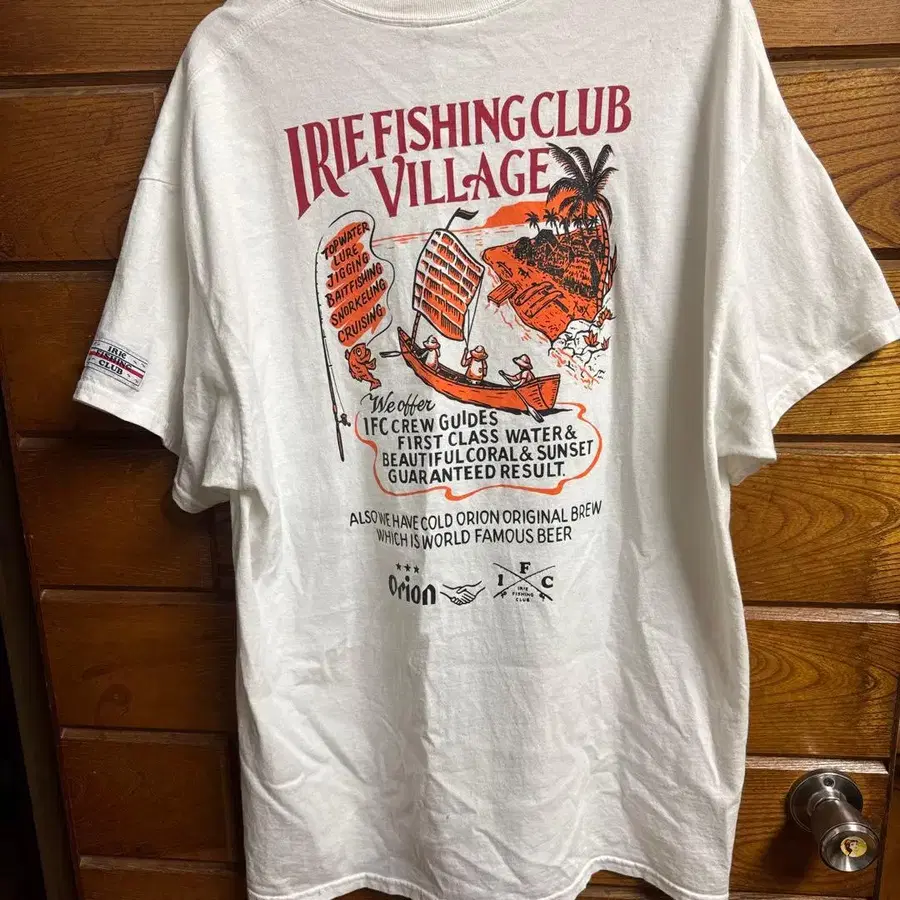 IRIE FISHING CLUB
VILLAGE
TOPWATER
LURE
JIGGING
BAITFISHING
SNORKELING
CRUISING
We offer
IFC CREW GUIDES
FIRST CLASS WATER &
BEAUTIFUL CORAL & SUNSET
GUARANTEED RESULT.
ALSO WE HAVE COLD ORION ORIGINAL BREW
WHICH IS WORLD FAMOUS BEER
Orion
I F C
IRIE
FISHING
CLUB
IRIE
FISHING
CLUB